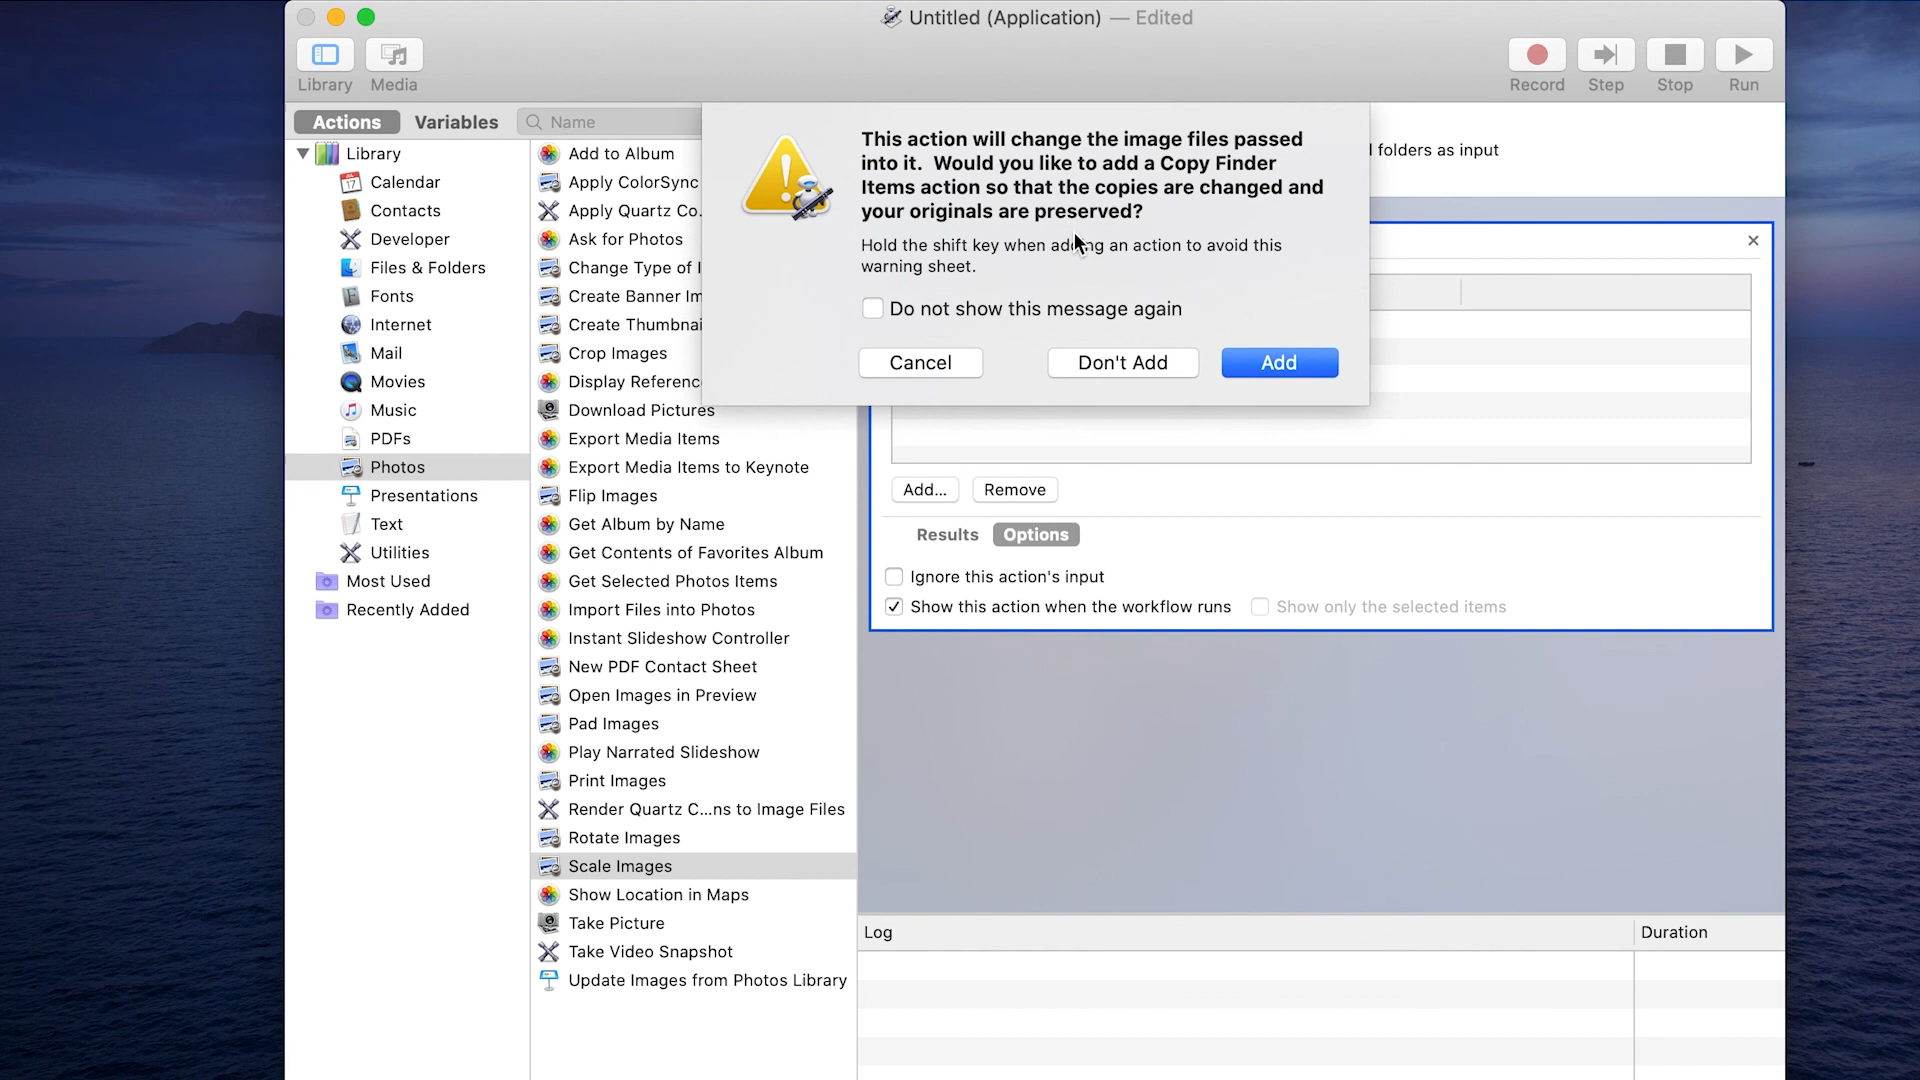 Untitled (Application) — Edited
Library
Media
Record
Step
Stop
Run
Actions
Variables
Name
Library
Calendar
Contacts
Developer
Files & Folders
Fonts
Internet
Mail
Movies
Music
PDFs
Photos
Presentations
Text
Utilities
Most Used
Recently Added
Add to Album
Apply ColorSync
Apply Quartz Co.
Ask for Photos
Change Type of I
Create Banner Im
Create Thumbnai
Crop Images
Display Referenc
Download Pictures
Export Media Items
Export Media Items to Keynote
Flip Images
Get Album by Name
Get Contents of Favorites Album
Get Selected Photos Items
Import Files into Photos
Instant Slideshow Controller
New PDF Contact Sheet
Open Images in Preview
Pad Images
Play Narrated Slideshow
Print Images
Render Quartz C...ns to Image Files
Rotate Images
Scale Images
Show Location in Maps
Take Picture
Take Video Snapshot
Update Images from Photos Library
This action will change the image files passed
into it. Would you like to add a Copy Finder
Items action so that the copies are changed and
your originals are preserved?
Hold the shift key when adding an action to avoid this
warning sheet.
Do not show this message again
Cancel
Don't Add
Add
folders as input
Add...
Remove
Results
Options
Ignore this action's input
Show this action when the workflow runs
Show only the selected items
Log
Duration